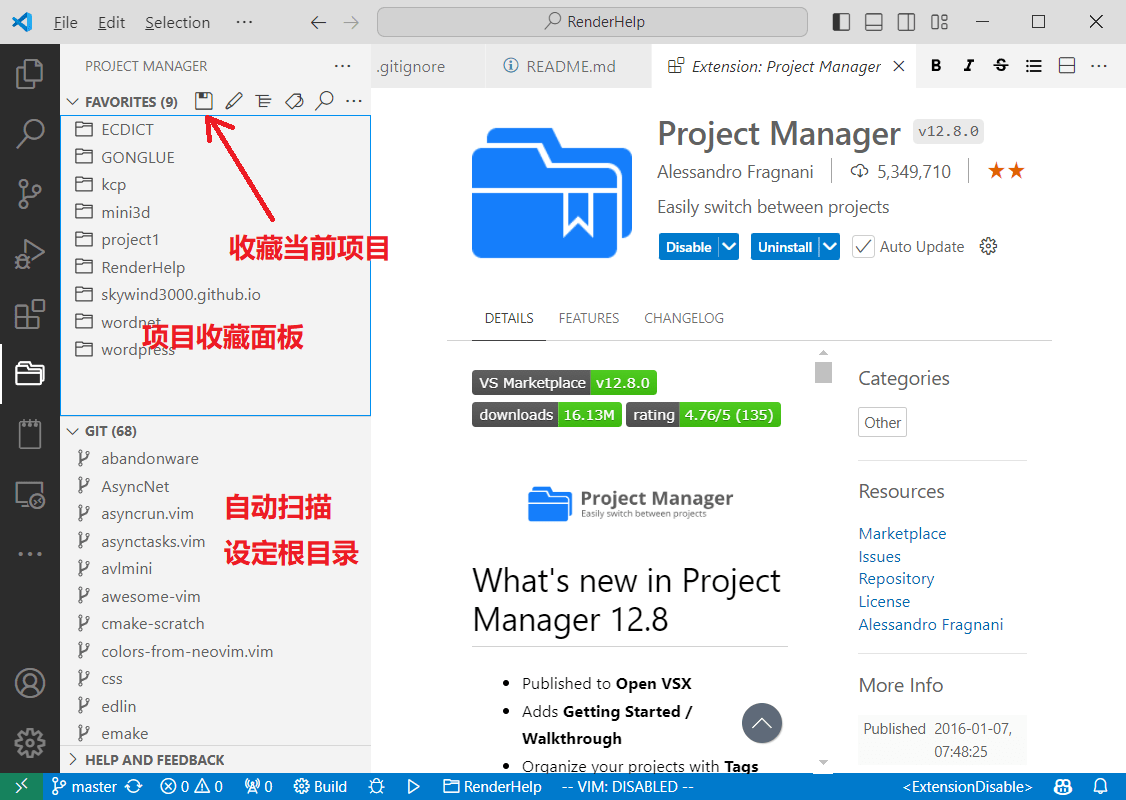 File Edit Selection ···
RenderHelp
PROJECT MANAGER ···
.gitignore
README.md
Extension: Project Manager
B I S ···
FAVORITES (9) ···
ECDICT
GONGLUE
kcp
mini3d
project1
RenderHelp
skywind3000.github.io
wordnet
wordpress
收藏当前项目
项目收藏面板
GIT (68)
abandonware
AsyncNet
asyncrun.vim
asynctasks.vim
avlmini
awesome-vim
cmake-scratch
colors-from-neovim.vim
css
edlin
emake
自动扫描
设定根目录
HELP AND FEEDBACK
Project Manager v12.8.0
Alessandro Fragnani 5,349,710
Easily switch between projects
Disable Uninstall Auto Update
DETAILS FEATURES CHANGELOG
VS Marketplace v12.8.0
downloads 16.13M rating 4.76/5 (135)
Project Manager
Easily switch between projects
What's new in Project
Manager 12.8
• Published to Open VSX
• Adds Getting Started /
Walkthrough
• Organize your projects with Tags
Categories
Other
Resources
Marketplace
Issues
Repository
License
Alessandro Fragnani
More Info
Published 2016-01-07,
07:48:25
master 0 0 0 Build RenderHelp -- VIM: DISABLED -- <ExtensionDisable>